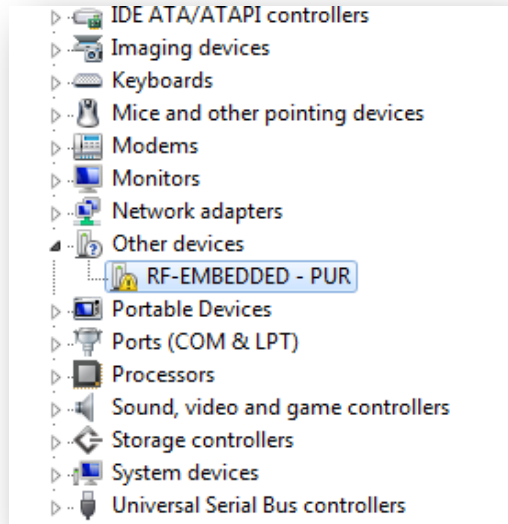 IDE ATA/ATAPI controllers
Imaging devices
Keyboards
Mice and other pointing devices
Modems
Monitors
Network adapters
Other devices
RF-EMBEDDED - PUR
Portable Devices
Ports (COM & LPT)
Processors
Sound, video and game controllers
Storage controllers
System devices
Universal Serial Bus controllers